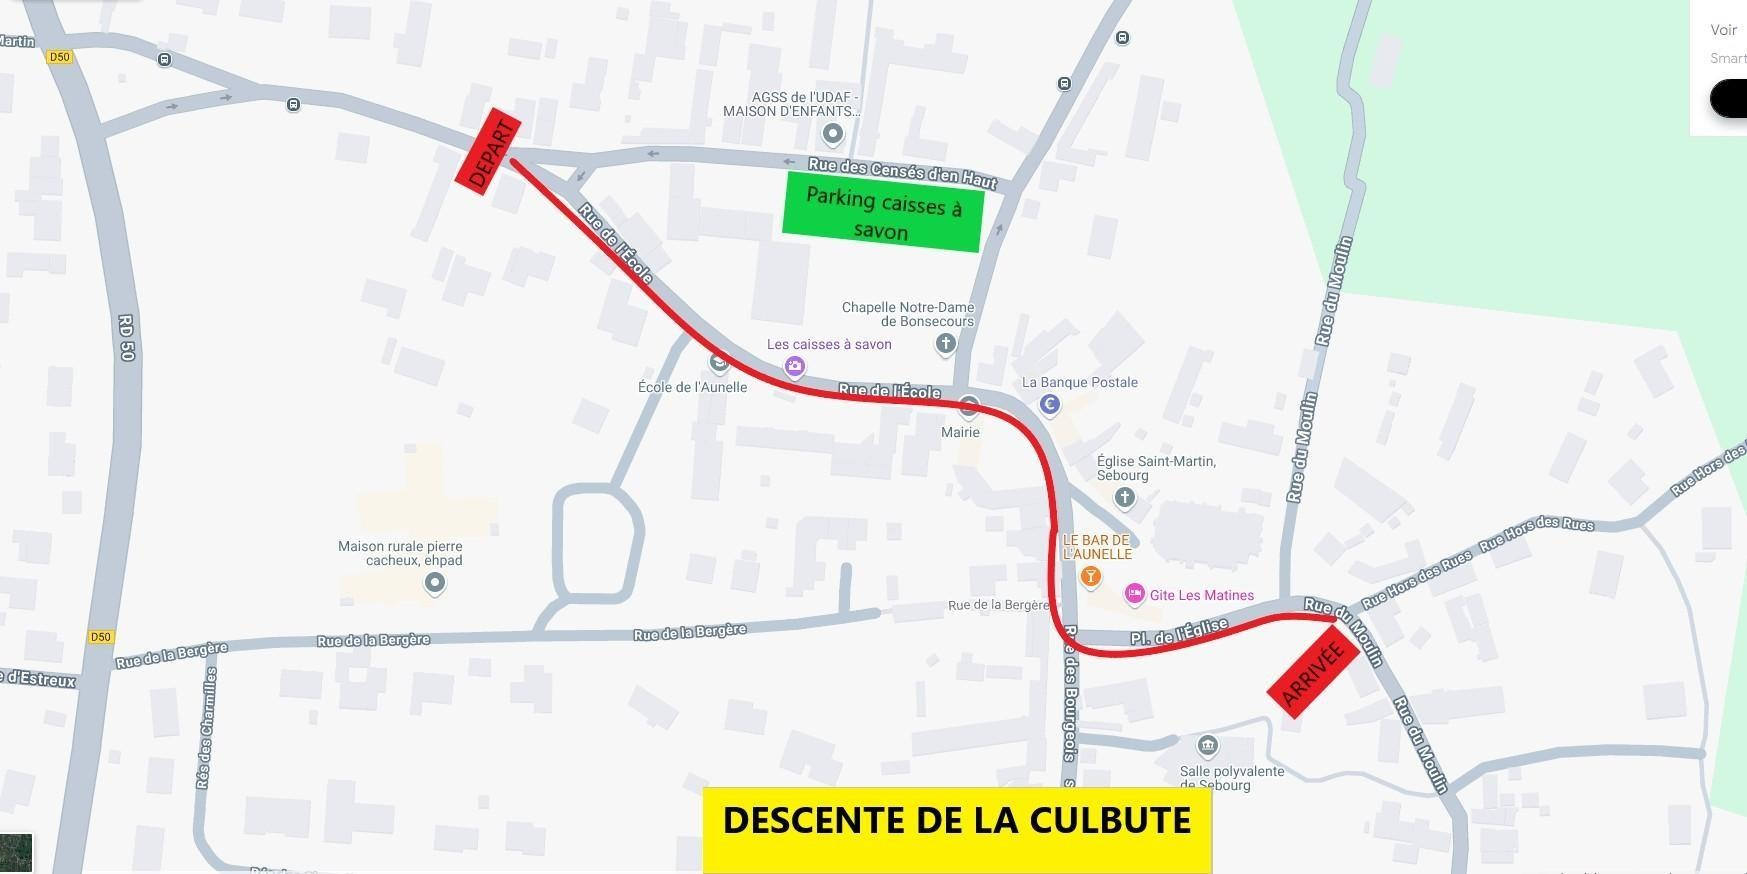 Martin
D50
Voir
Smart
AGSS de l'UDAF -
MAISON D'ENFANTS...
DEPART
Rue des Censés d'en Haut
Parking caisses à
savon
Rue de l'École
RD 50
Rue du Moulin
Chapelle Notre-Dame
de Bonsecours
Les caisses à savon
École de l'Aunelle
Rue de l'École
La Banque Postale
Mairie
Rue du Moulin
Église Saint-Martin,
Sebourg
Rue Hors des
Rue Hors des Rues
Maison rurale pierre
cacheux, ehpad
LE BAR DE
L'AUNELLE
Gite Les Matines
Rue Hors des Rues
Rue de la Bergère
Rue du Moulin
D50
Rue de la Bergère
Rue de la Bergère
Rue de la Bergère
Pl. de l'Église
Rue des Bourgeois
ARRIVÉE
e d'Estreux
Rés des Charmilles
Rue du Moulin
Salle polyvalente
de Sebourg
DESCENTE DE LA CULBUTE